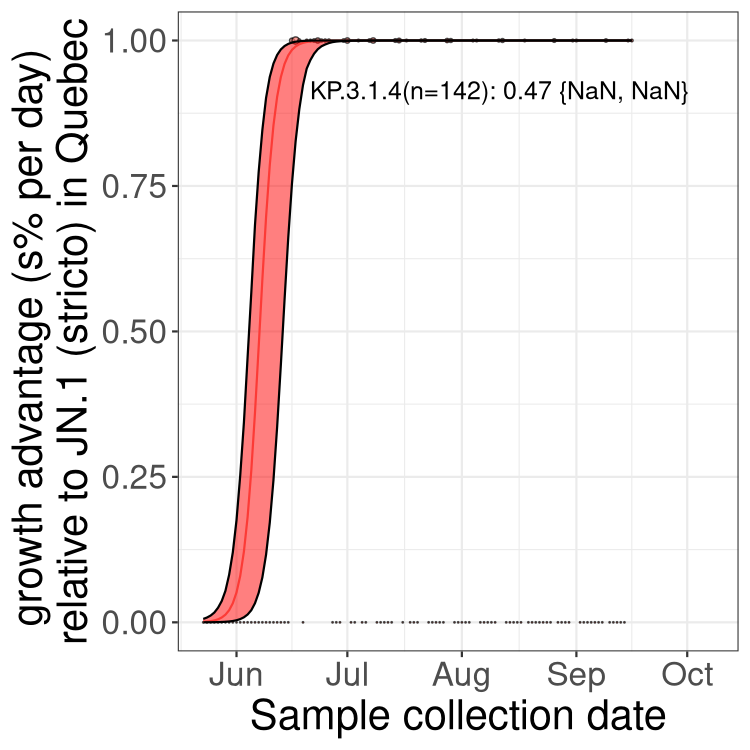 growth advantage (s% per day)
relative to JN.1 (stricto) in Quebec
1.00
0.75
0.50
0.25
0.00
KP.3.1.4(n=142): 0.47 {NaN, NaN}
Jun Jul Aug Sep Oct
Sample collection date